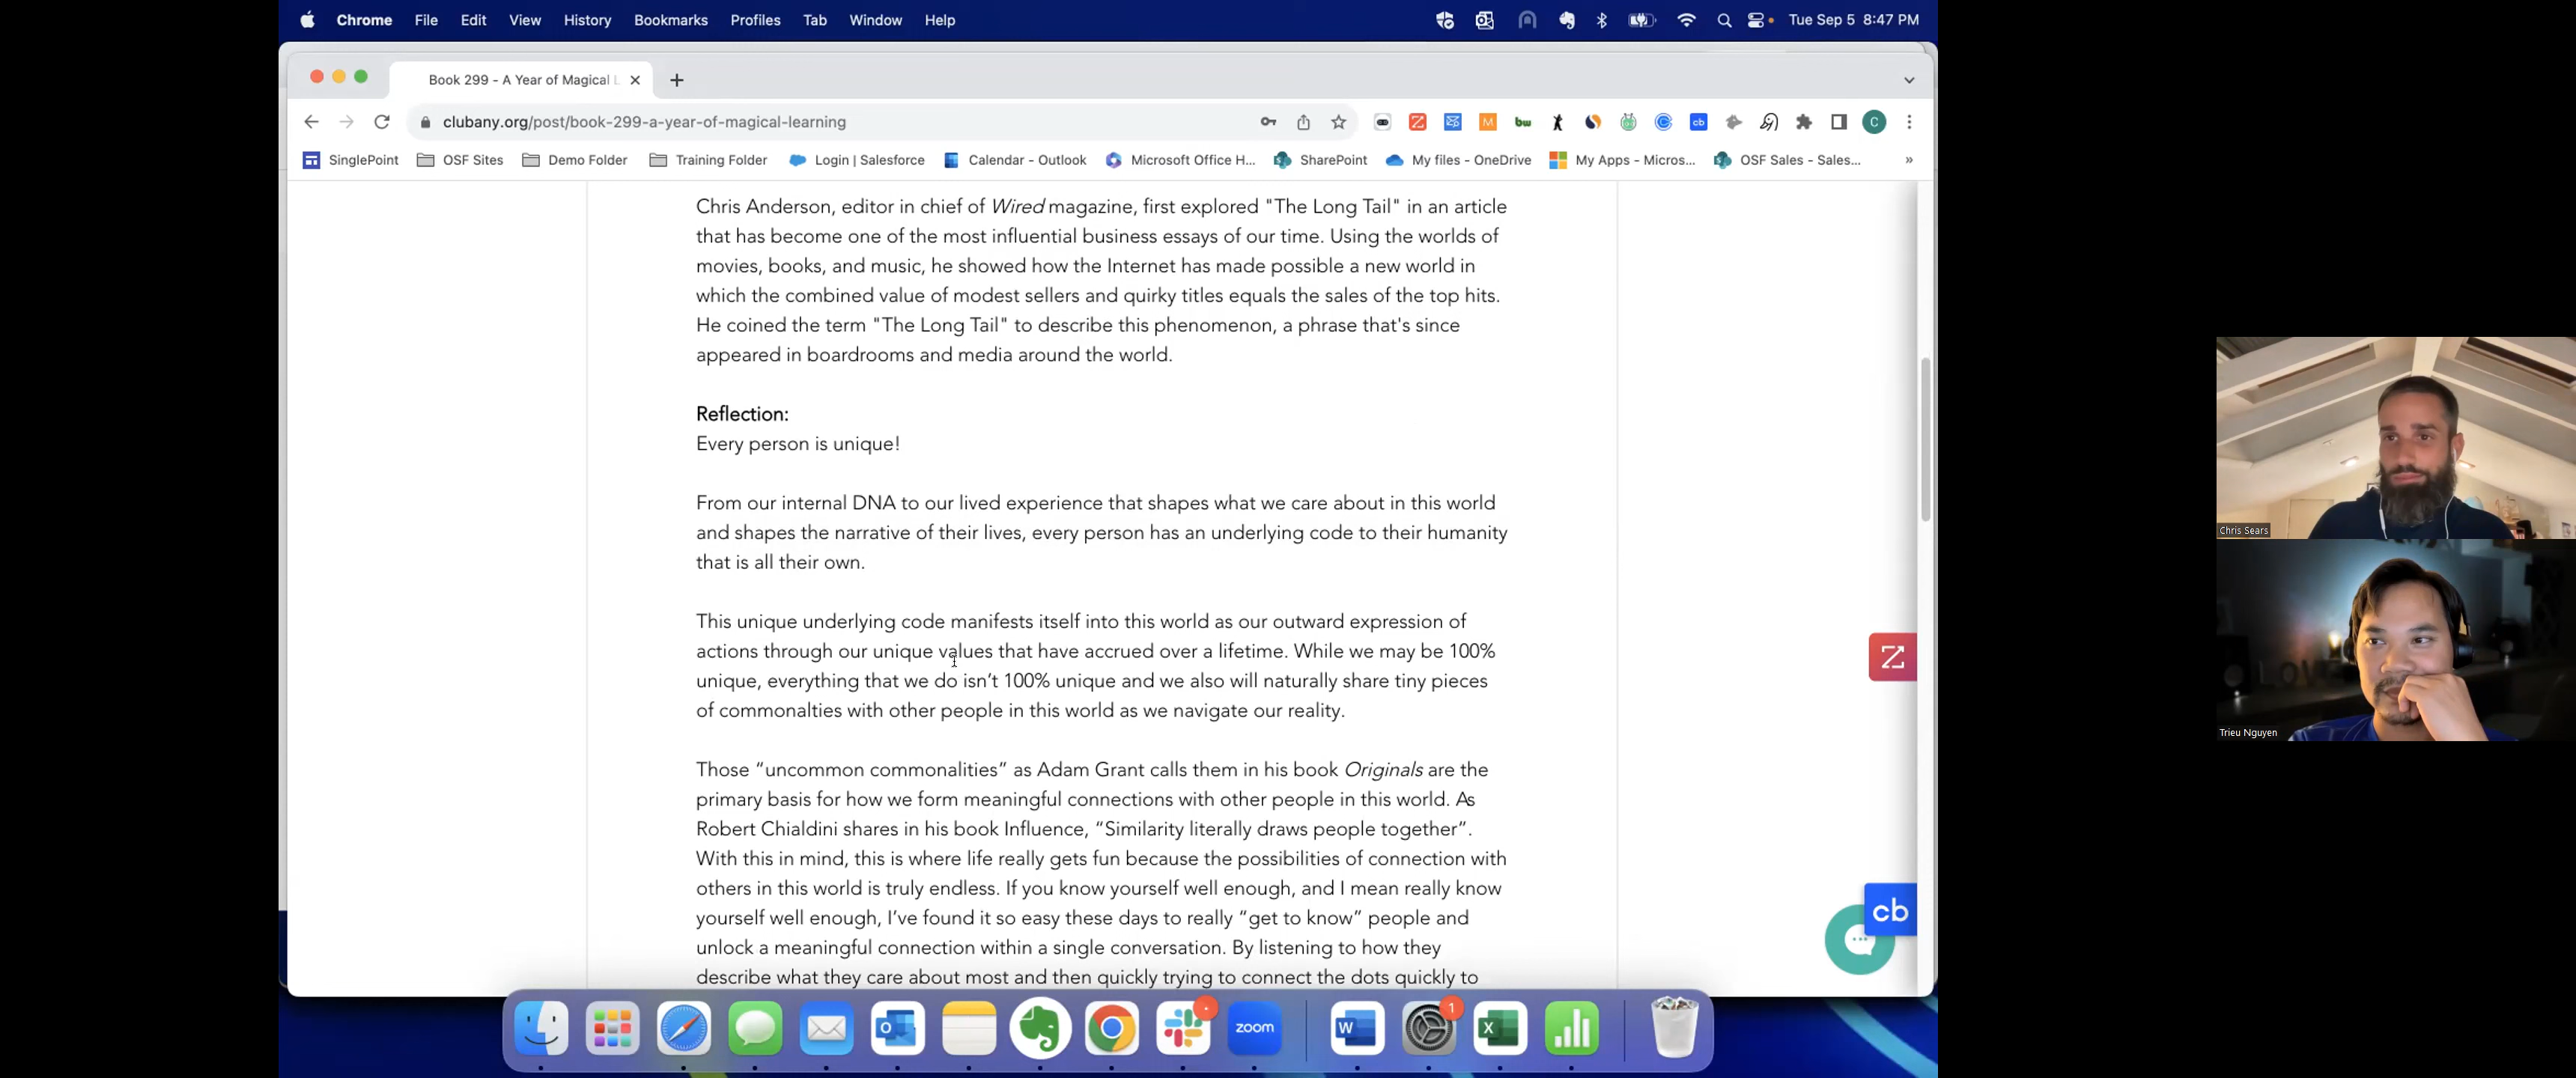 Chrome File Edit View History Bookmarks Profiles Tab Window Help Tue Sep 5 8:47 PM
Book 299 - A Year of Magical L
clubany.org/post/book-299-a-year-of-magical-learning
SinglePoint OSF Sites Demo Folder Training Folder Login | Salesforce Calendar - Outlook Microsoft Office H... SharePoint My files - OneDrive My Apps - Micros... OSF Sales - Sales... »
Chris Anderson, editor in chief of Wired magazine, first explored "The Long Tail" in an article
that has become one of the most influential business essays of our time. Using the worlds of
movies, books, and music, he showed how the Internet has made possible a new world in
which the combined value of modest sellers and quirky titles equals the sales of the top hits.
He coined the term "The Long Tail" to describe this phenomenon, a phrase that's since
appeared in boardrooms and media around the world.
Reflection:
Every person is unique!
From our internal DNA to our lived experience that shapes what we care about in this world
and shapes the narrative of their lives, every person has an underlying code to their humanity
that is all their own.
This unique underlying code manifests itself into this world as our outward expression of
actions through our unique values that have accrued over a lifetime. While we may be 100%
unique, everything that we do isn’t 100% unique and we also will naturally share tiny pieces
of commonalties with other people in this world as we navigate our reality.
Those “uncommon commonalities” as Adam Grant calls them in his book Originals are the
primary basis for how we form meaningful connections with other people in this world. As
Robert Chialdini shares in his book Influence, “Similarity literally draws people together”.
With this in mind, this is where life really gets fun because the possibilities of connection with
others in this world is truly endless. If you know yourself well enough, and I mean really know
yourself well enough, I’ve found it so easy these days to really “get to know” people and
unlock a meaningful connection within a single conversation. By listening to how they
describe what they care about most and then quickly trying to connect the dots quickly to
cb
zoom
1
Chris Sears
LOVE
Trieu Nguyen